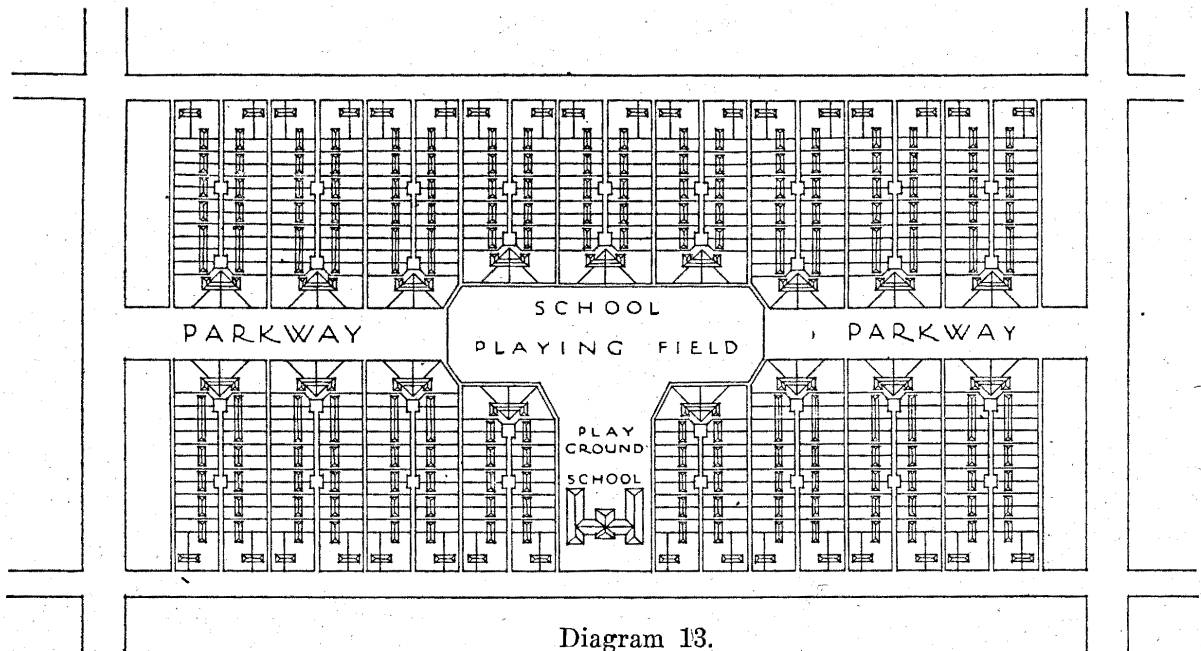 SCHOOL
PARKWAY
PARKWAY
PLAYING FIELD
PLAY
GROUND
SCHOOL
Diagram 13.